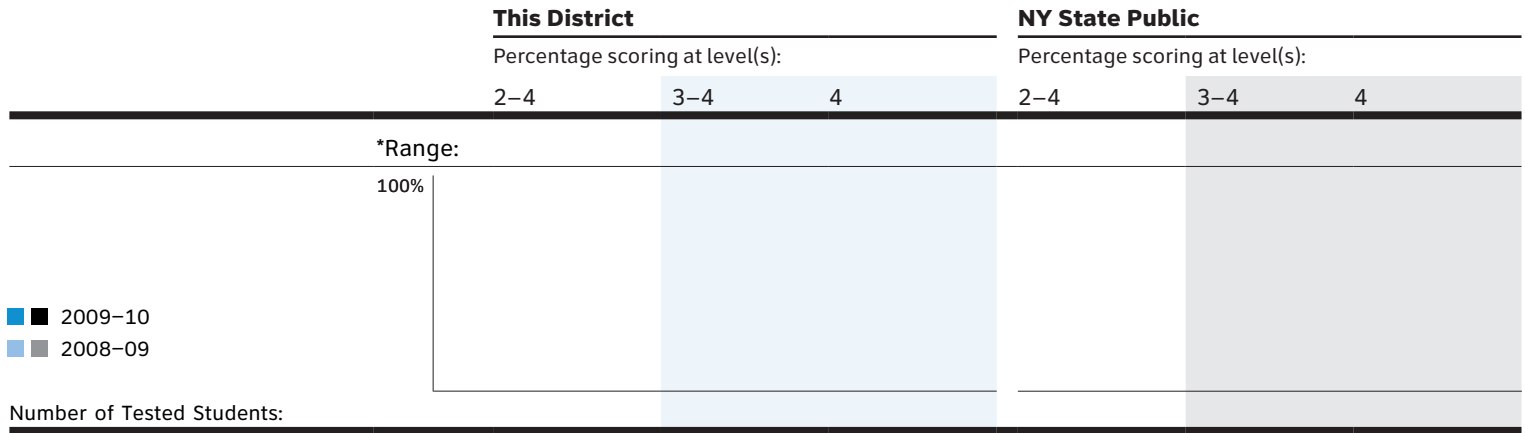 This District NY State Public
Percentage scoring at level(s): Percentage scoring at level(s):
2–4 3–4 4 2–4 3–4 4
*Range:
100%
2009–10
2008–09
Number of Tested Students: